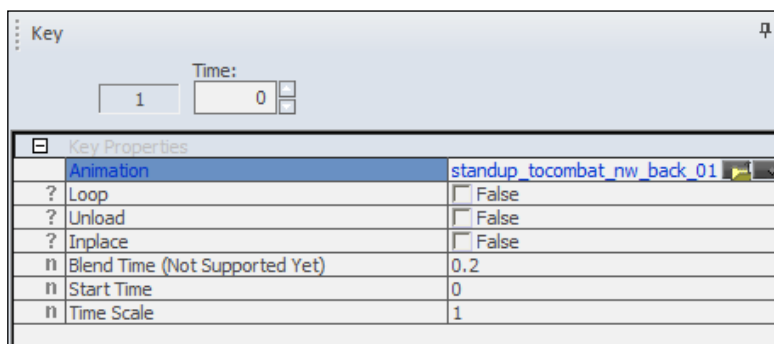 Key
Time:
1 0
Key Properties
Animation standup_tocombat_nw_back_01
? Loop False
? Unload False
? Inplace False
n Blend Time (Not Supported Yet) 0.2
n Start Time 0
n Time Scale 1